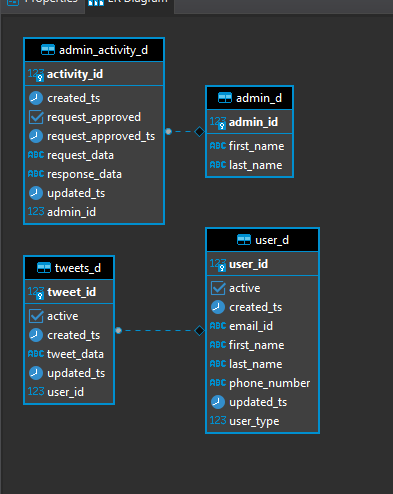 Properties
ER Diagram
admin_activity_d
123 activity_id
created_ts
request_approved
request_approved_ts
ABC request_data
ABC response_data
updated_ts
123 admin_id
admin_d
123 admin_id
ABC first_name
ABC last_name
tweets_d
123 tweet_id
active
created_ts
ABC tweet_data
updated_ts
123 user_id
user_d
123 user_id
active
created_ts
ABC email_id
ABC first_name
ABC last_name
ABC phone_number
updated_ts
123 user_type